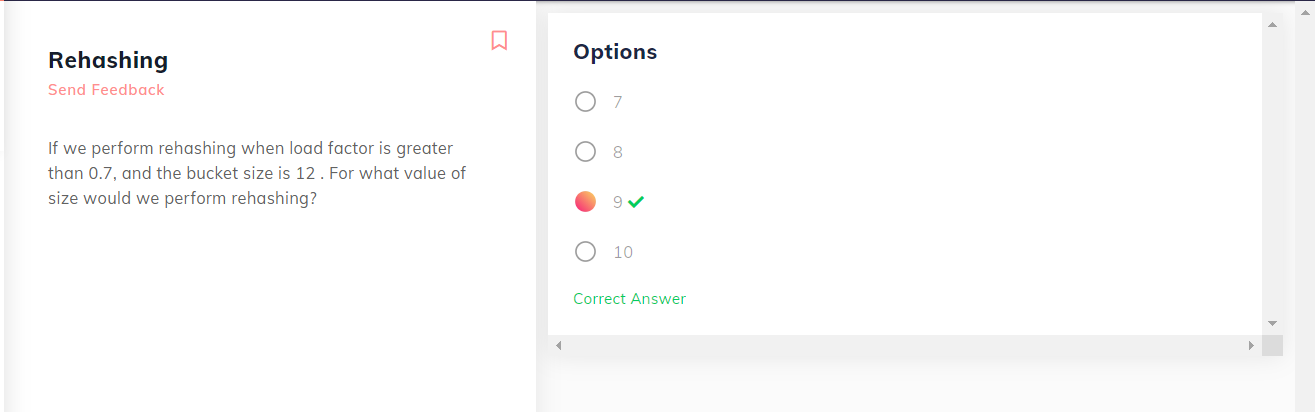 Rehashing
Send Feedback
If we perform rehashing when load factor is greater
than 0.7, and the bucket size is 12 . For what value of
size would we perform rehashing?
Options
7
8
9
10
Correct Answer